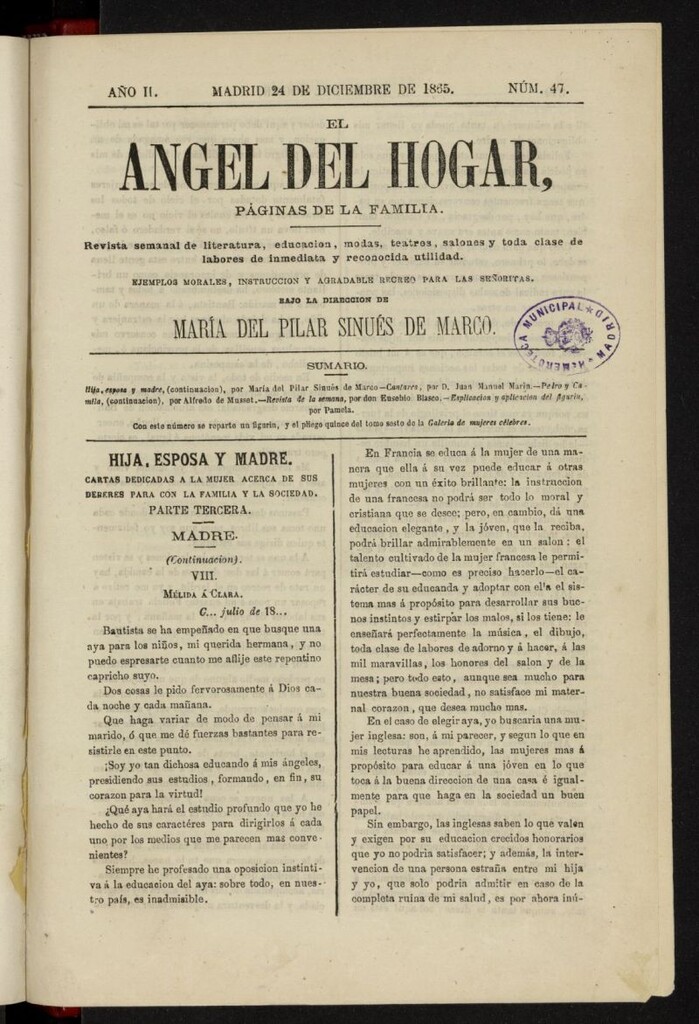 AÑO II. MADRID 24 DE DICIEMBRE DE 1865. NÚM. 47.
EL
ANGEL DEL HOGAR,
PÁGINAS DE LA FAMILIA.
Revista semanal de literatura, educacion, modas, teatros, salones y toda clase de
labores de inmediata y reconocida utilidad.
EJEMPLOS MORALES, INSTRUCCION Y AGRADABLE RECREO PARA LAS SEÑORITAS.
BAJO LA DIRECCION DE
MARÍA DEL PILAR SINUÉS DE MARCO.
HEMEROTECA MUNICIPAL * MADRID
SUMARIO.
Hija, esposa y madre, (continuacion), por María del Pilar Sinués de Marco—Cantares, por D. Juan Manuel Marin.—Pedro y Ca-
mila, (continuacion), por Alfredo de Musset.—Revista de la semana, por don Eusebio Blasco.—Esplicacion y aplicacion del figurin,
por Pamela.
Con este número se reparte un figurin, y el pliego quince del tomo sesto de la Galería de mujeres célebres.
HIJA, ESPOSA Y MADRE.
CARTAS DEDICADAS A LA MUJER ACERCA DE SUS
DEBERES PARA CON LA FAMILIA Y LA SOCIEDAD.
PARTE TERCERA.
MADRE.
(Continuacion).
VIII.
MÉLIDA Á CLARA.
C... julio de 18...
Bautista se ha empeñado en que busque una
aya para los niños, mi querida hermana, y no
puedo espresarte cuanto me aflije este repentino
capricho suyo.
Dos cosas le pido fervorosamente á Dios ca-
da noche y cada mañana.
Que haga variar de modo de pensar á mi
marido, ó que me dé fuerzas bastantes para re-
sistirle en este punto.
¡Soy yo tan dichosa educando á mis ángeles,
presidiendo sus estudios, formando, en fin, su
corazon para la virtud!
¿Qué aya hará el estudio profundo que yo he
hecho de sus caractéres para dirigirlos á cada
uno por los medios que me parecen mas conve-
nientes?
Siempre he profesado una oposicion instinti-
va á la educacion del aya: sobre todo, en nues-
tro país, es inadmisible.
En Francia se educa á la mujer de una ma-
nera que ella á su vez puede educar á otras
mujeres con un éxito brillante: la instruccion
de una francesa no podrá ser todo lo moral y
cristiana que se desee; pero, en cambio, dá una
educacion elegante, y la jóven, que la reciba,
podrá brillar admirablemente en un salon: el
talento cultivado de la mujer francesa le permi-
tirá estudiar—como es preciso hacerlo—el ca-
rácter de su educanda y adoptar con ella el sis-
tema mas á propósito para desarrollar sus bue-
nos instintos y estirpar los malos, si los tiene: le
enseñará perfectamente la música, el dibujo,
toda clase de labores de adorno y á hacer, á las
mil maravillas, los honores del salon y de la
mesa; pero todo esto, aunque sea mucho para
nuestra buena sociedad, no satisface mi mater-
nal corazon, que desea mucho mas.
En el caso de elegir aya, yo buscaria una mu-
jer inglesa: son, á mi parecer, y segun lo que en
mis lecturas he aprendido, las mujeres mas á
propósito para educar á una jóven en lo que
toca á la buena direccion de una casa é igual-
mente para que haga en la sociedad un buen
papel.
Sin embargo, las inglesas saben lo que valen
y exigen por su educacion crecidos honorarios
que yo no podria satisfacer; y además, la inter-
vencion de una persona estraña entre mi hija
y yo, que solo podria admitir en caso de la
completa ruina de mi salud, es por ahora inú-